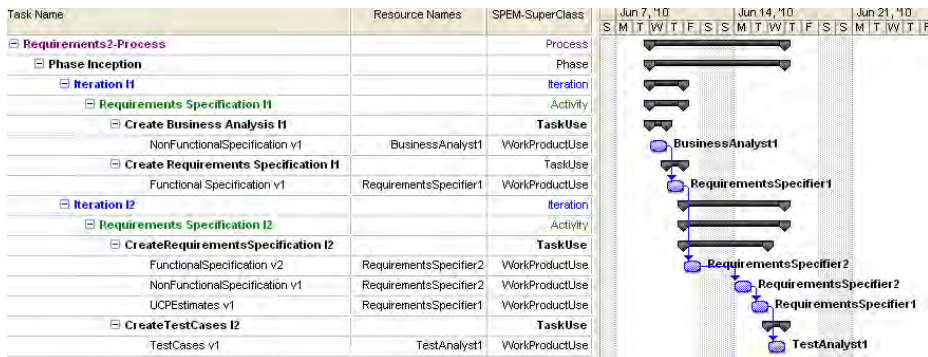 Task Name Resource Names SPEM-SuperClass Jun 7, '10 Jun 14, '10 Jun 21, '10
S M T W T F S S M T W T F S S M T W T F
Requirements2-Process Process
Phase Inception Phase
Iteration I1 Iteration
Requirements Specification I1 Activity
Create Business Analysis I1 TaskUse
NonFunctionalSpecification v1 BusinessAnalyst1 WorkProductUse BusinessAnalyst1
Create Requirements Specification I1 TaskUse
Functional Specification v1 RequirementsSpecifier1 WorkProductUse RequirementsSpecifier1
Iteration I2 Iteration
Requirements Specification I2 Activity
CreateRequirementsSpecification I2 TaskUse
FunctionalSpecification v2 RequirementsSpecifier2 WorkProductUse RequirementsSpecifier2
NonFunctionalSpecification v1 RequirementsSpecifier2 WorkProductUse RequirementsSpecifier2
UCPEstimates v1 RequirementsSpecifier1 WorkProductUse RequirementsSpecifier1
CreateTestCases I2 TaskUse
TestCases v1 TestAnalyst1 WorkProductUse TestAnalyst1